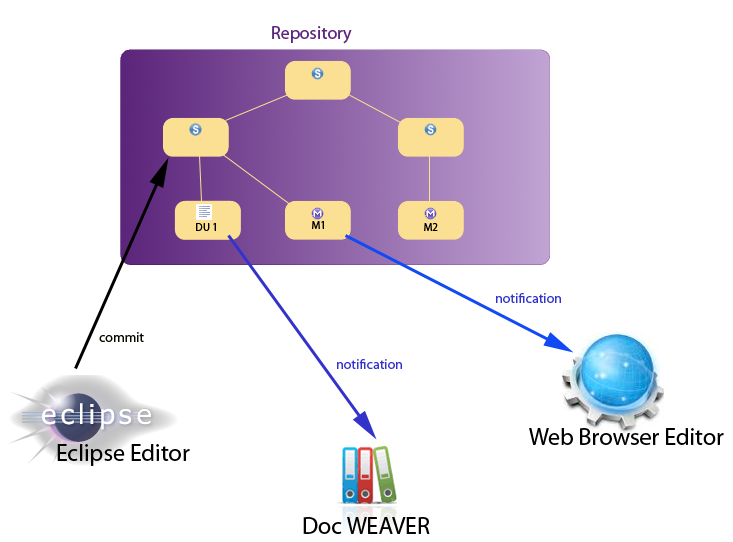 Repository
S
S
S
DU 1
M
M1
M
M2
notification
commit
notification
eclipse
Eclipse Editor
Web Browser Editor
Doc WEAVER